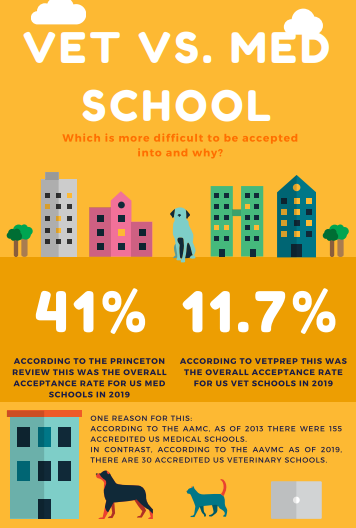 VET VS. MED
SCHOOL
Which is more difficult to be accepted
into and why?
41%
11.7%
ACCORDING TO THE PRINCETON
REVIEW THIS WAS THE OVERALL
ACCEPTANCE RATE FOR US MED
SCHOOLS IN 2019
ACCORDING TO VETPREP THIS WAS
THE OVERALL ACCEPTANCE RATE
FOR US VET SCHOOLS IN 2019
ONE REASON FOR THIS:
ACCORDING TO THE AAMC, AS OF 2013 THERE WERE 155
ACCREDITED US MEDICAL SCHOOLS.
IN CONTRAST, ACCORDING TO THE AAVMC AS OF 2019,
THERE ARE 30 ACCREDITED US VETERINARY SCHOOLS.